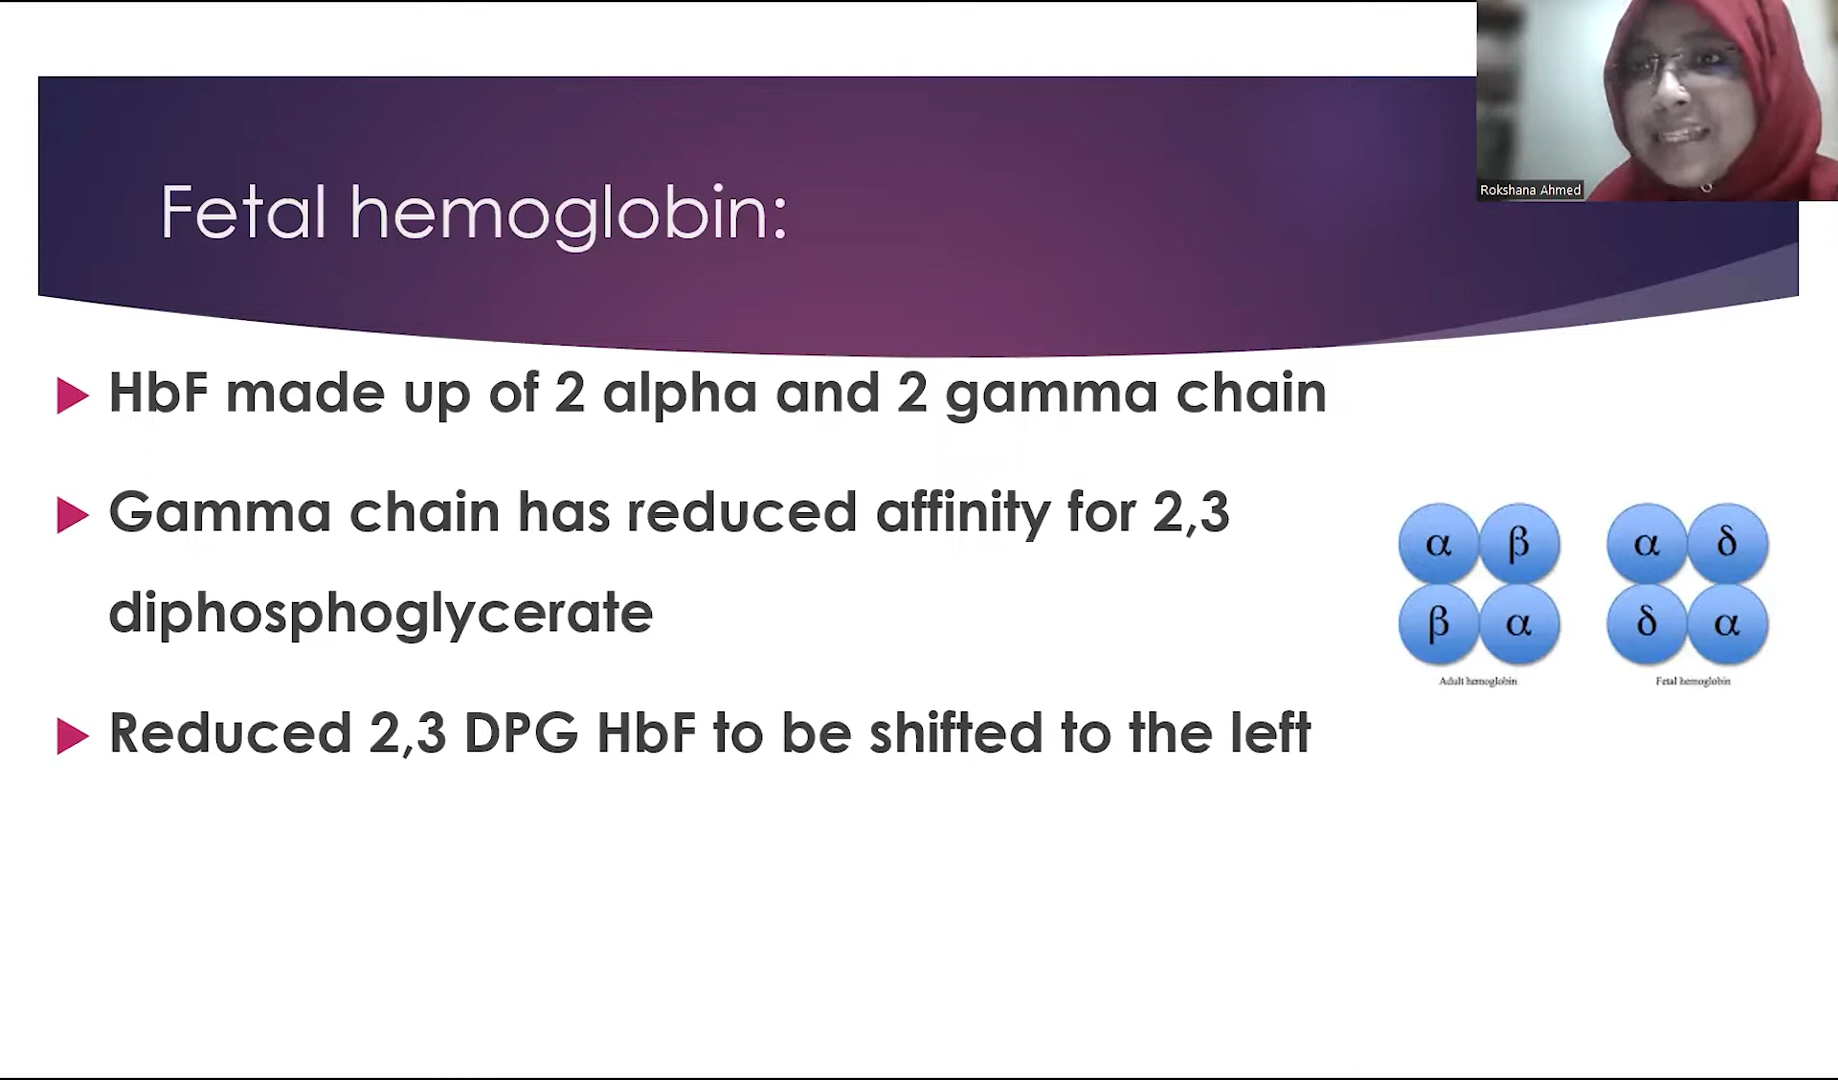 Rokshana Ahmed
Fetal hemoglobin:
HbF made up of 2 alpha and 2 gamma chain
Gamma chain has reduced affinity for 2,3
diphosphoglycerate
Reduced 2,3 DPG HbF to be shifted to the left
α β α δ
β α δ α
Adult hemoglobin Fetal hemoglobin